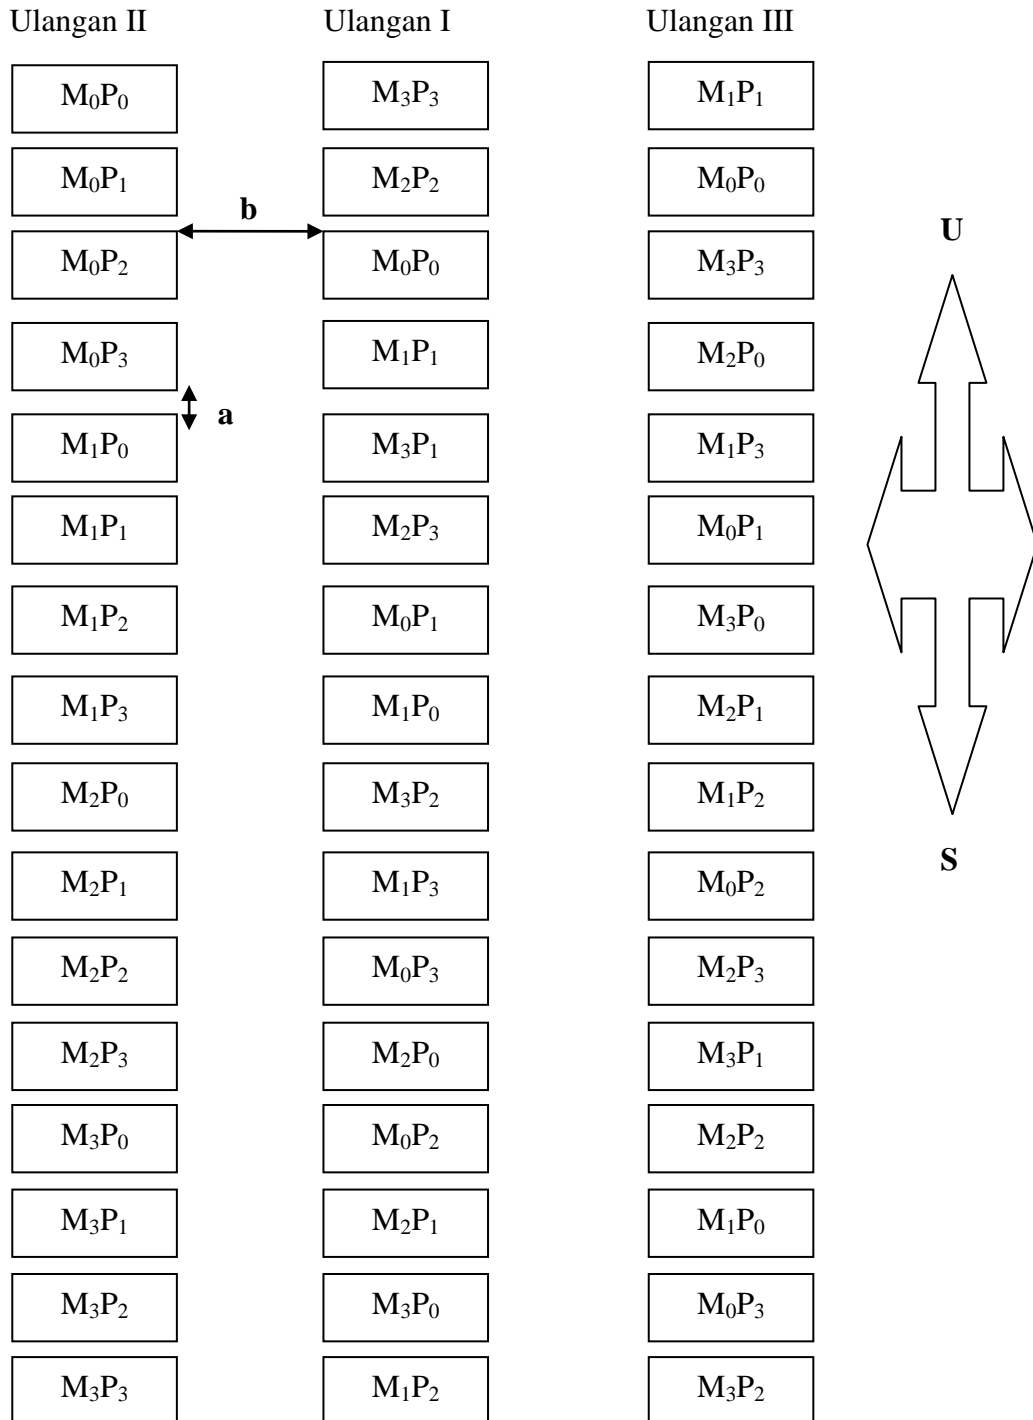 Ulangan II Ulangan I Ulangan III
M₀P₀ M₃P₃ M₁P₁
M₀P₁ M₂P₂ M₀P₀
b
U
M₀P₂ M₀P₀ M₃P₃
M₀P₃ M₁P₁ M₂P₀
a
M₁P₀ M₃P₁ M₁P₃
M₁P₁ M₂P₃ M₀P₁
M₁P₂ M₀P₁ M₃P₀
M₁P₃ M₁P₀ M₂P₁
M₂P₀ M₃P₂ M₁P₂
S
M₂P₁ M₁P₃ M₀P₂
M₂P₂ M₀P₃ M₂P₃
M₂P₃ M₂P₀ M₃P₁
M₃P₀ M₀P₂ M₂P₂
M₃P₁ M₂P₁ M₁P₀
M₃P₂ M₃P₀ M₀P₃
M₃P₃ M₁P₂ M₃P₂